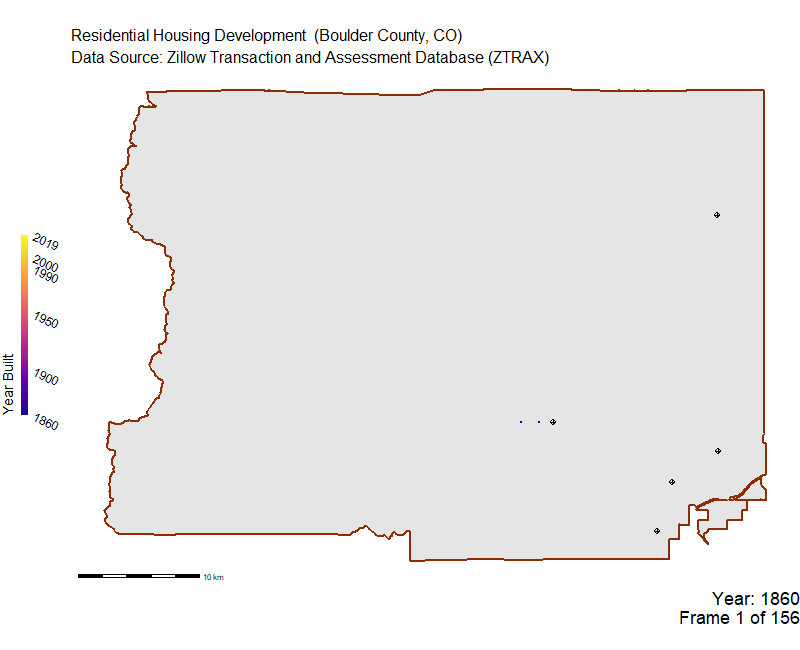 Residential Housing Development  (Boulder County, CO)
Data Source: Zillow Transaction and Assessment Database (ZTRAX)
Year Built
2019
2000
1990
1950
1900
1860
10 km
Year: 1860
Frame 1 of 156